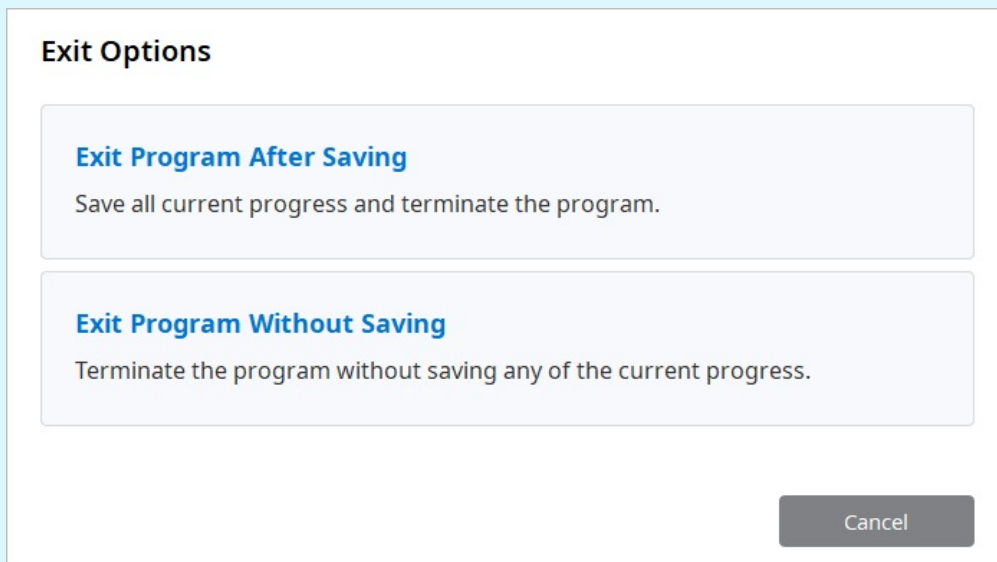 Exit Options
Exit Program After Saving
Save all current progress and terminate the program.
Exit Program Without Saving
Terminate the program without saving any of the current progress.
Cancel